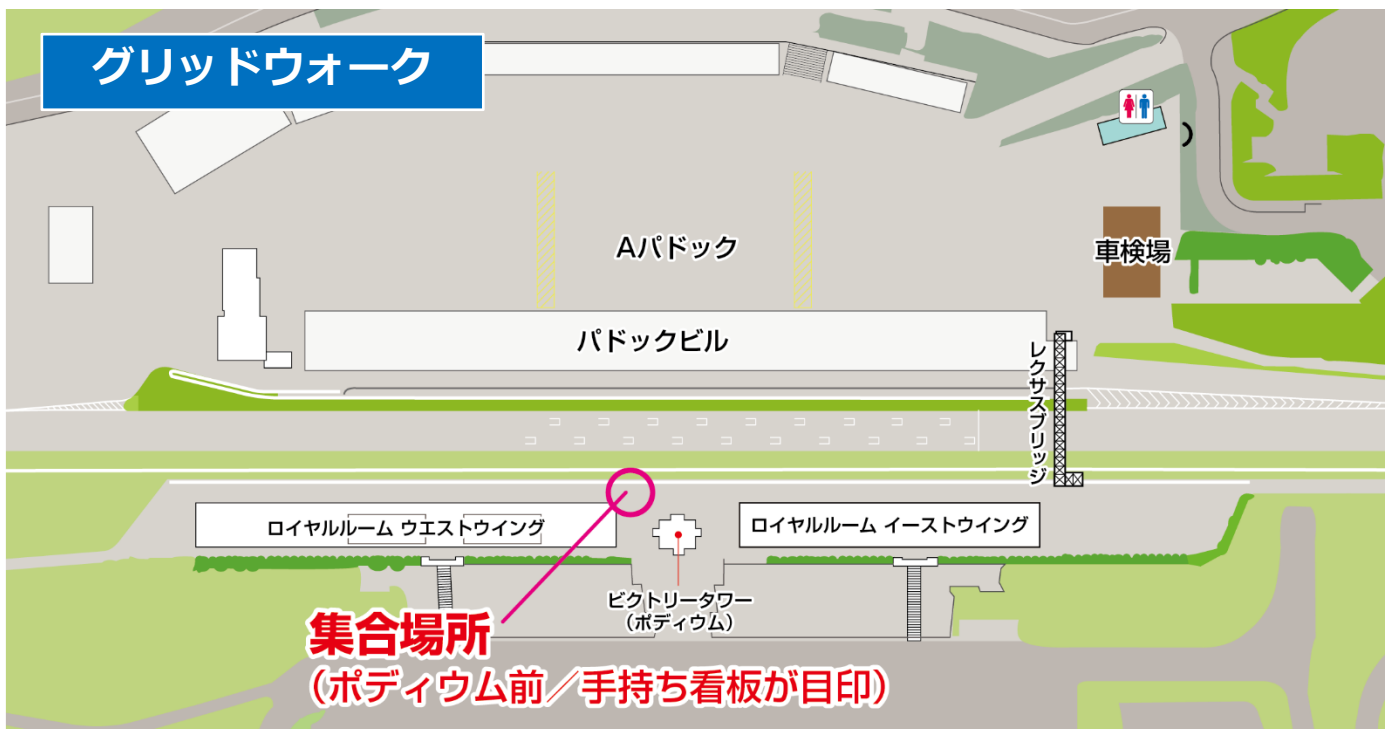 グリッドウォーク
Aパドック
車検場
パドックビル
レクサスブリッジ
ロイヤルルーム ウエストウイング
ロイヤルルーム イーストウイング
ビクトリータワー
（ポディウム）
集合場所
（ポディウム前／手持ち看板が目印）